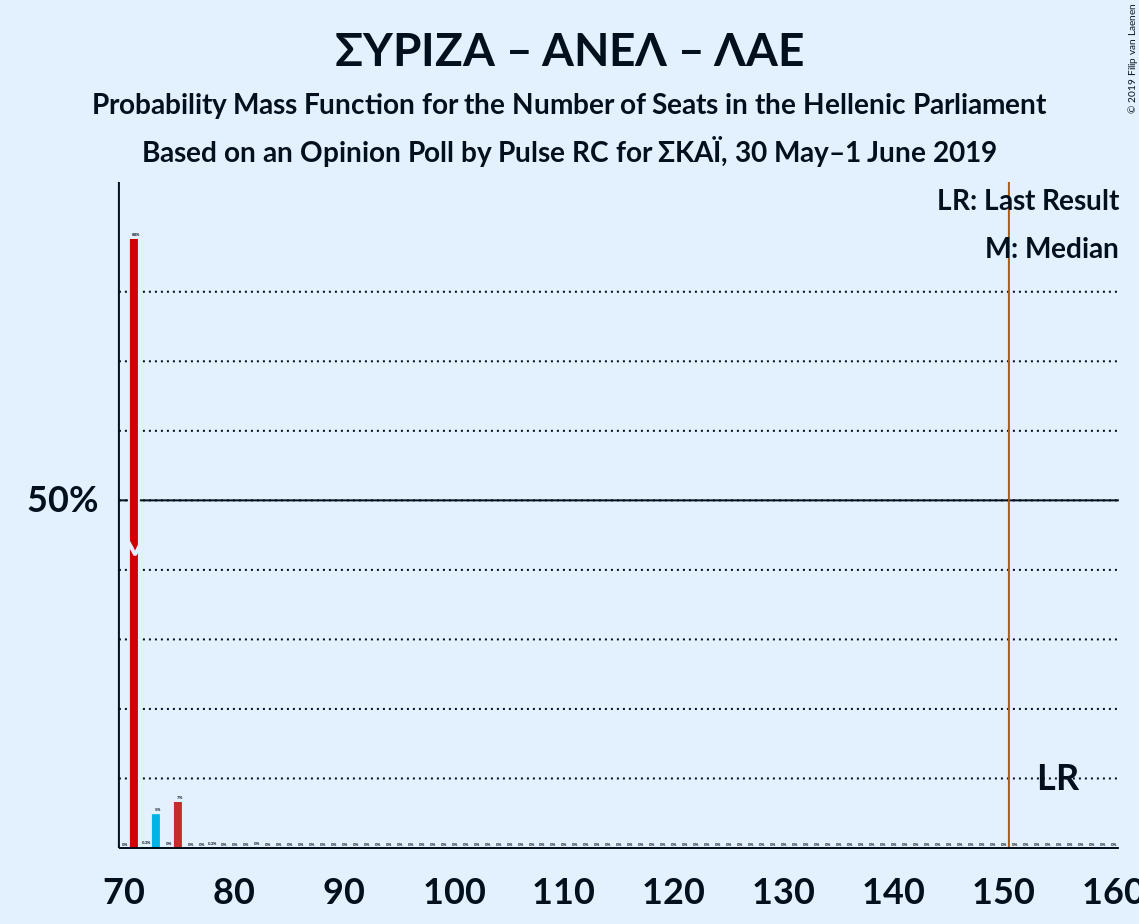 ΣΥΡΙΖΑ – ΑΝΕΛ – ΛΑΕ
Probability Mass Function for the Number of Seats in the Hellenic Parliament
Based on an Opinion Poll by Pulse RC for ΣΚΑΪ, 30 May–1 June 2019
© 2019 Filip van Laenen
LR: Last Result
M: Median
50%
M
LR
70 80 90 100 110 120 130 140 150 160